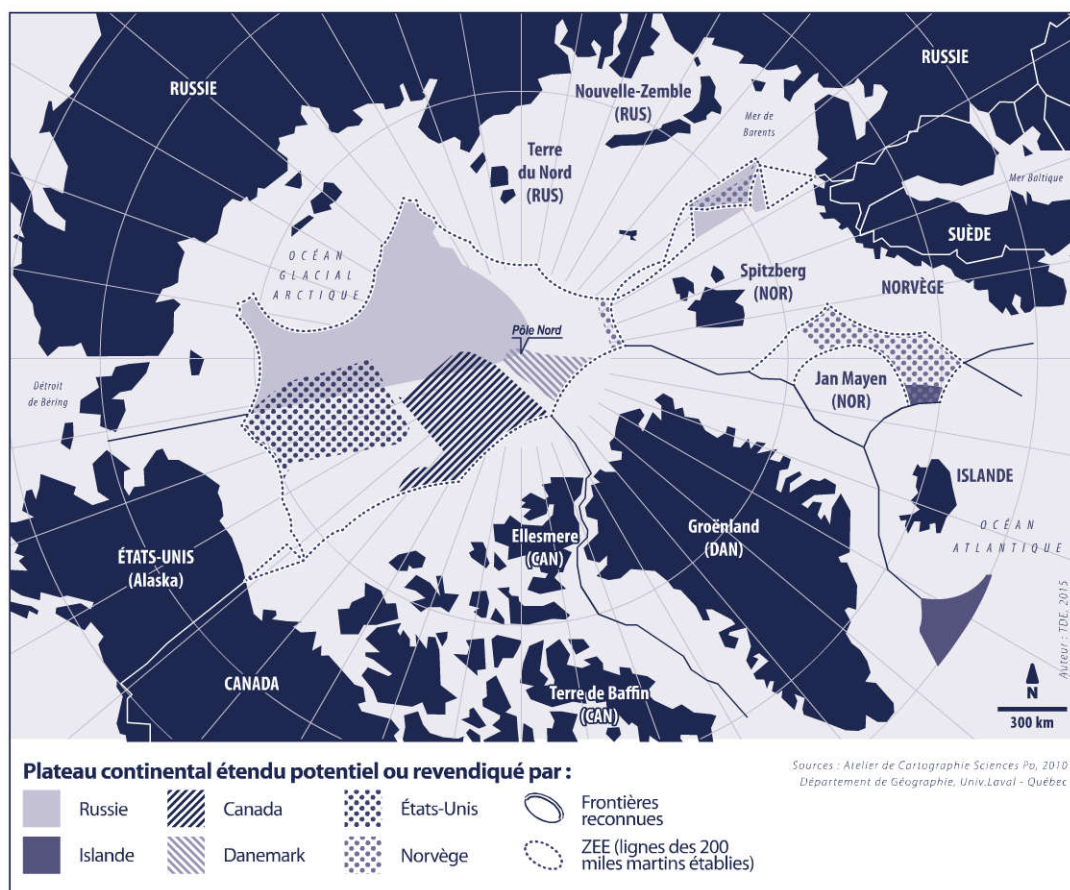 RUSSIE
RUSSIE
Nouvelle-Zemble
(RUS)
Mer de
Barents
Terre
du Nord
(RUS)
Mer Baltique
SUÈDE
OCÉAN
GLACIAL
ARCTIQUE
Spitzberg
(NOR)
NORVÈGE
Pôle Nord
Détroit
de Béring
Jan Mayen
(NOR)
ISLANDE
OCÉAN
ATLANTIQUE
Ellesmere
(CAN)
Groënland
(DAN)
ÉTATS-UNIS
(Alaska)
CANADA
Terre de Baffin
(CAN)
Auteur : TDE, 2015
N
300 km
Plateau continental étendu potentiel ou revendiqué par :
Sources : Atelier de Cartographie Sciences Po, 2010
Département de Géographie, Univ.Laval - Québec
Russie
Canada
États-Unis
Frontières
reconnues
Islande
Danemark
Norvège
ZEE (lignes des 200
miles martins établies)